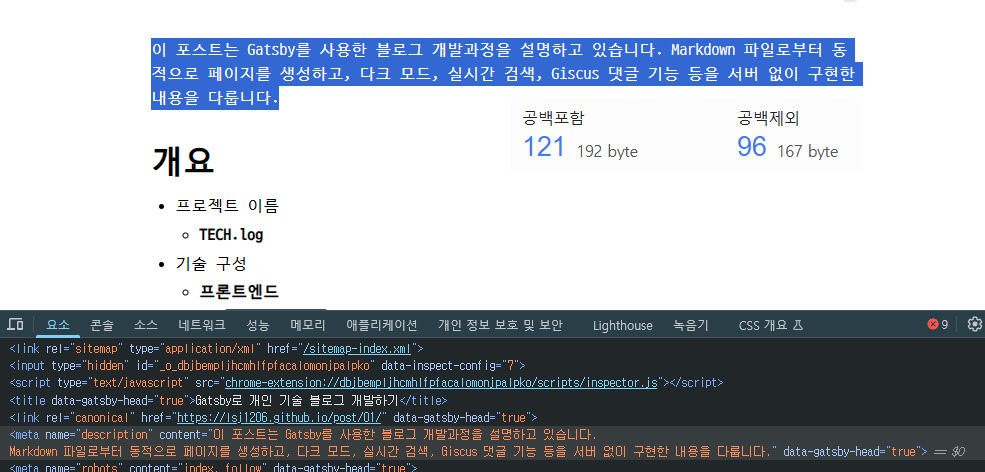 이 포스트는 Gatsby를 사용한 블로그 개발과정을 설명하고 있습니다. Markdown 파일로부터 동
적으로 페이지를 생성하고, 다크 모드, 실시간 검색, Giscus 댓글 기능 등을 서버 없이 구현한
내용을 다룹니다.
공백포함 공백제외
121 192 byte 96 167 byte
개요
• 프로젝트 이름
◦ TECH.log
• 기술 구성
◦ 프론트엔드
요소 콘솔 소스 네트워크 성능 메모리 애플리케이션 개인 정보 보호 및 보안 Lighthouse 녹음기 CSS 개요 9
<link rel="sitemap" type="application/xml" href="/sitemap-index.xml">
<input type="hidden" id="_o_dbjbempljhcmhlfpfacalomonjpalpko" data-inspect-config="7">
<script type="text/javascript" src="chrome-extension://dbjbempljhcmhlfpfacalomonjpalpko/scripts/inspector.js"></script>
<title data-gatsby-head="true">Gatsby로 개인 기술 블로그 개발하기</title>
<link rel="canonical" href="https://lsj1206.github.io/post/01/" data-gatsby-head="true">
<meta name="description" content="이 포스트는 Gatsby를 사용한 블로그 개발과정을 설명하고 있습니다.
Markdown 파일로부터 동적으로 페이지를 생성하고, 다크 모드, 실시간 검색, Giscus 댓글 기능 등을 서버 없이 구현한 내용을 다룹니다." data-gatsby-head="true"> == $0
<meta name="robots" content="index, follow" data-gatsby-head="true">